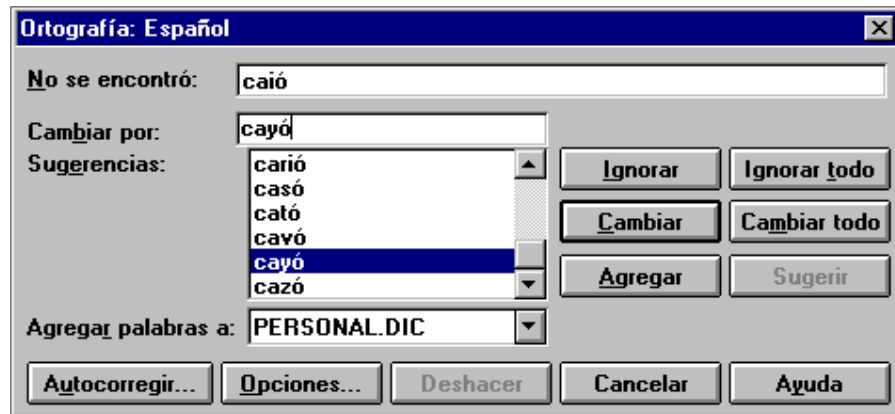 Ortografía: Español
No se encontró: caió
Cambiar por: cayó
Sugerencias:
carió
casó
cató
cavó
cayó
cazó
Ignorar Ignorar todo
Cambiar Cambiar todo
Agregar Sugerir
Agregar palabras a: PERSONAL.DIC
Autocorregir... Opciones... Deshacer Cancelar Ayuda